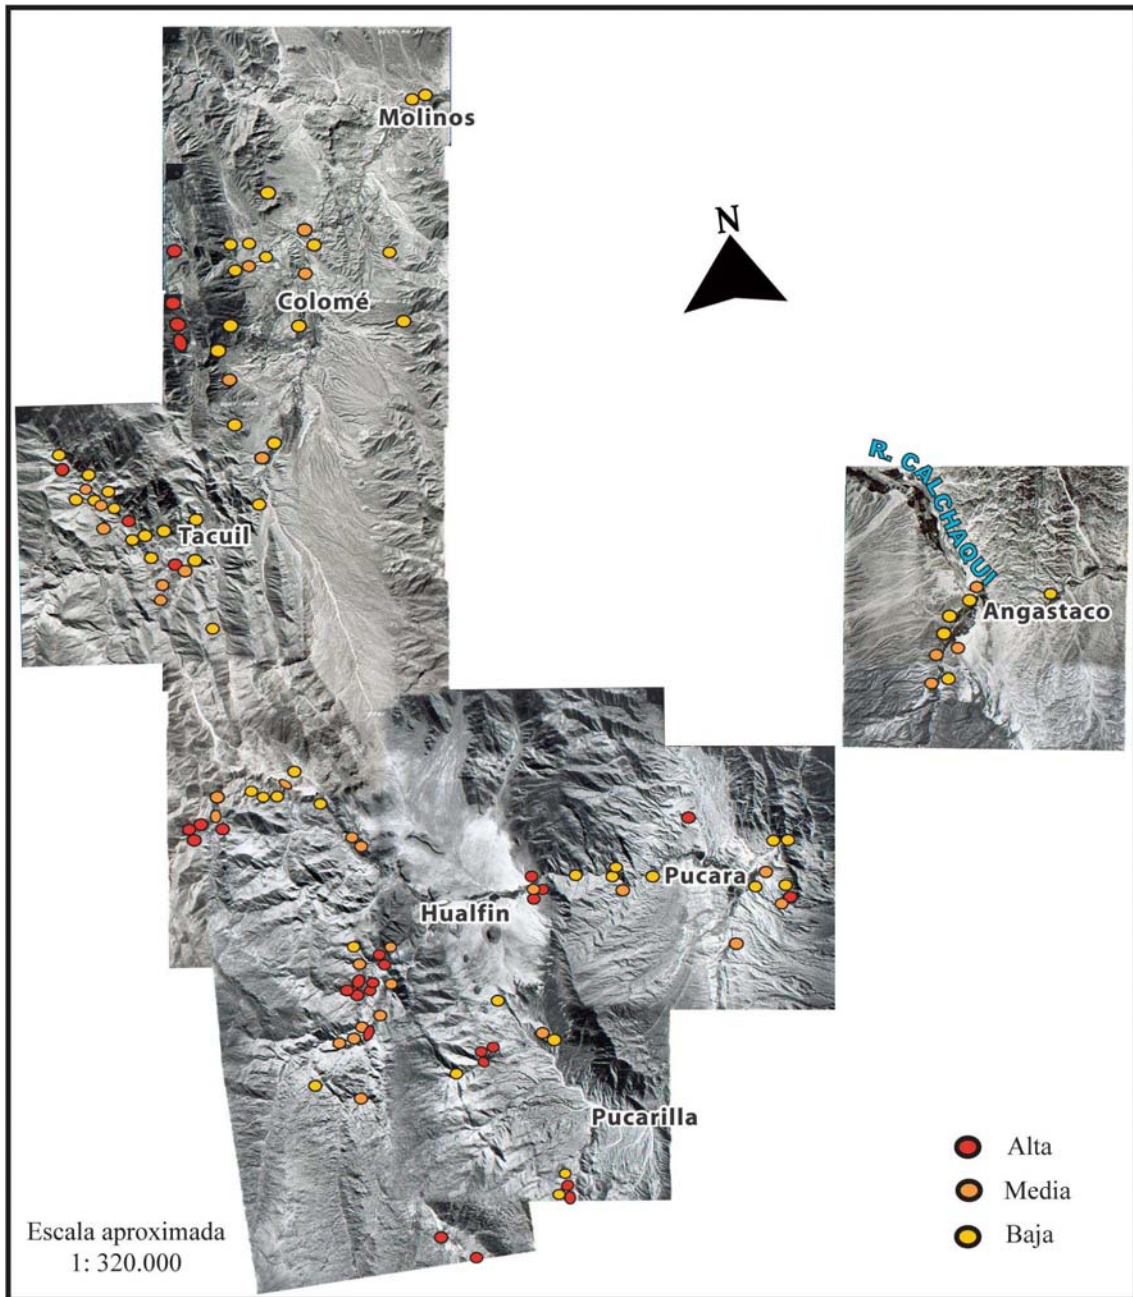 Molinos
N
Colomé
R. CALCHAQUI
Tacuil
Angastaco
Pucara
Hualfin
Pucarilla
Alta
Media
Baja
Escala aproximada
1: 320.000